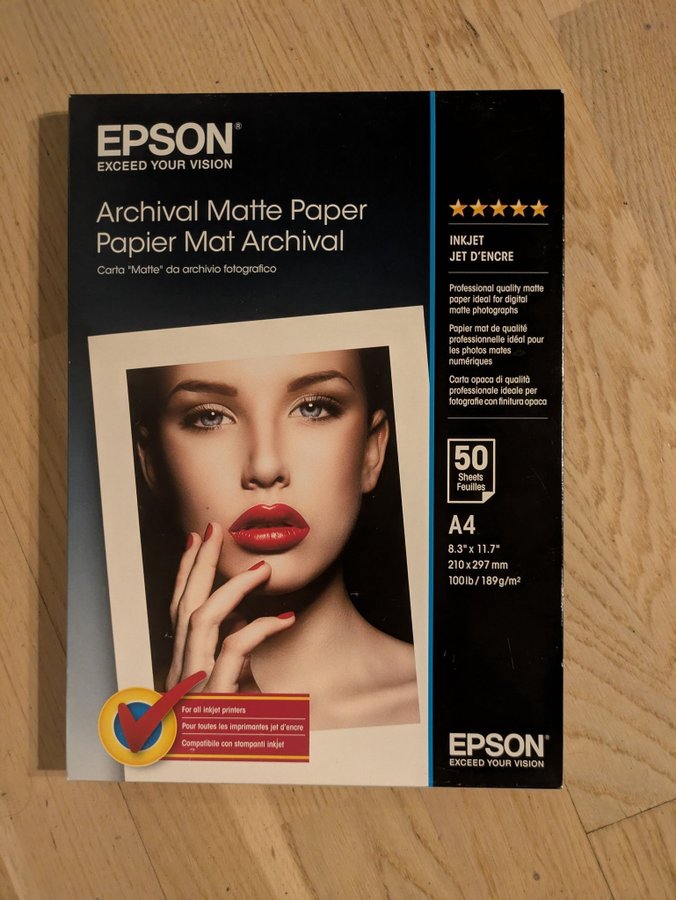 EPSON®
EXCEED YOUR VISION
Archival Matte Paper
Papier Mat Archival
Carta "Matte" da archivio fotografico
INKJET
JET D'ENCRE
Professional quality matte
paper ideal for digital
matte photographs
Papier mat de qualité
professionnelle idéal pour
les photos mates
numériques
Carta opaca di qualità
professionale ideale per
fotografie con finitura opaca
50
Sheets
Feuilles
A4
8.3" x 11.7"
210 x 297 mm
100lb / 189g/m²
For all inkjet printers
Pour toutes les imprimantes jet d'encre
Compatibile con stampanti inkjet
EPSON®
EXCEED YOUR VISION